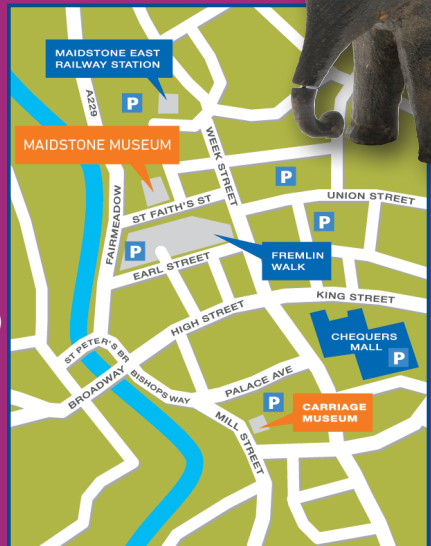 MAIDSTONE EAST
RAILWAY STATION
P
A229
MAIDSTONE MUSEUM
WEEK STREET
P
UNION STREET
ST FAITH'S ST
P
FAIRMEADOW
P
FREMLIN
WALK
EARL STREET
KING STREET
HIGH STREET
CHEQUERS
MALL
P
ST PETER'S BR
BROADWAY
BISHOPS WAY
PALACE AVE
P
CARRIAGE
MUSEUM
MILL STREET